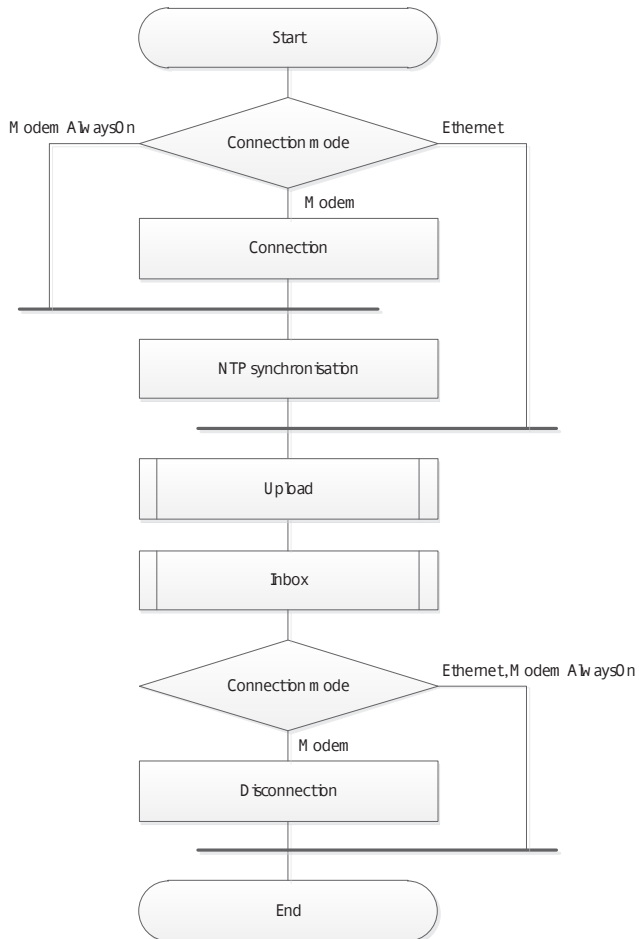 Start
Modem AlwaysOn
Ethernet
Connection mode
Modem
Connection
NTP synchronisation
Upload
Inbox
Ethernet, Modem AlwaysOn
Connection mode
Modem
Disconnection
End